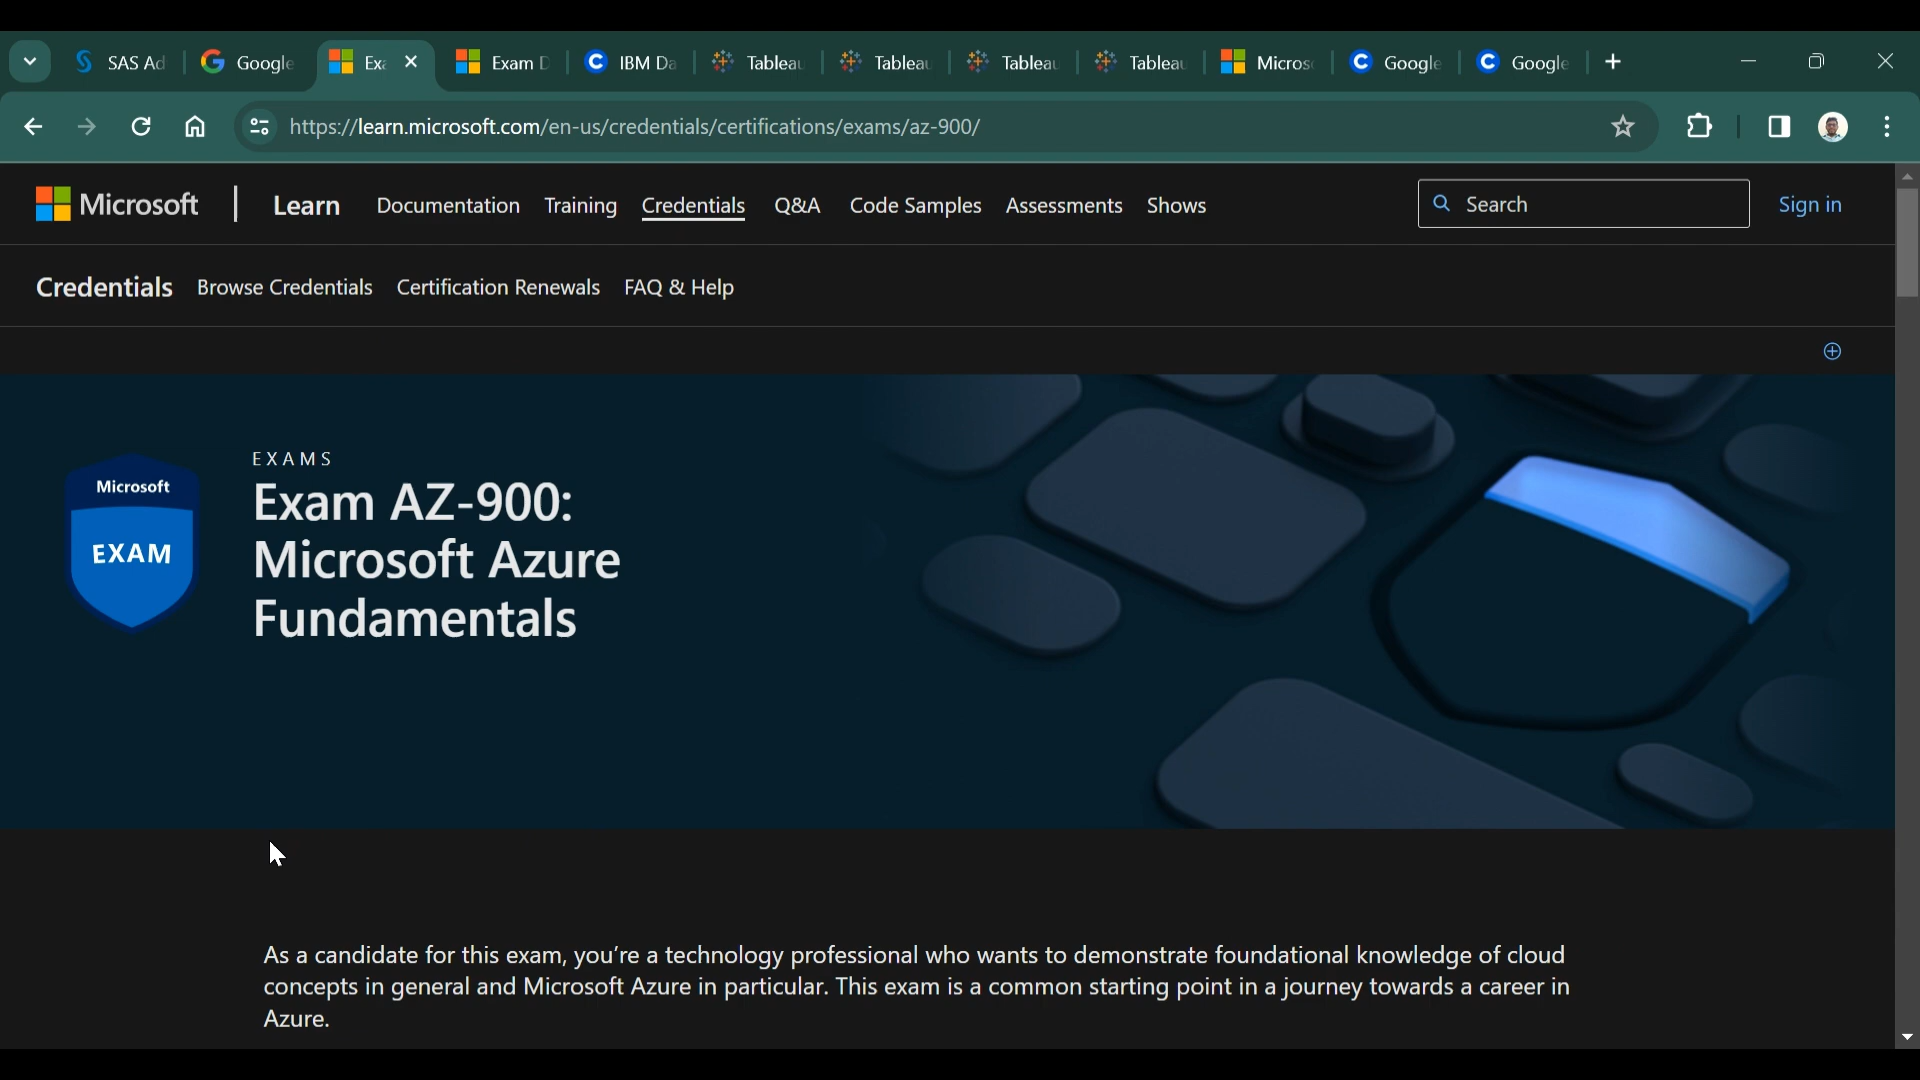 SAS Ad
Google
Exa
Exam D
IBM Da
Tableau
Tableau
Tableau
Tableau
Micros
Google
Google
https://learn.microsoft.com/en-us/credentials/certifications/exams/az-900/
Microsoft
Learn
Documentation
Training
Credentials
Q&A
Code Samples
Assessments
Shows
Search
Sign in
Credentials
Browse Credentials
Certification Renewals
FAQ & Help
Microsoft
EXAM
EXAMS
Exam AZ-900:
Microsoft Azure
Fundamentals
As a candidate for this exam, you're a technology professional who wants to demonstrate foundational knowledge of cloud
concepts in general and Microsoft Azure in particular. This exam is a common starting point in a journey towards a career in
Azure.